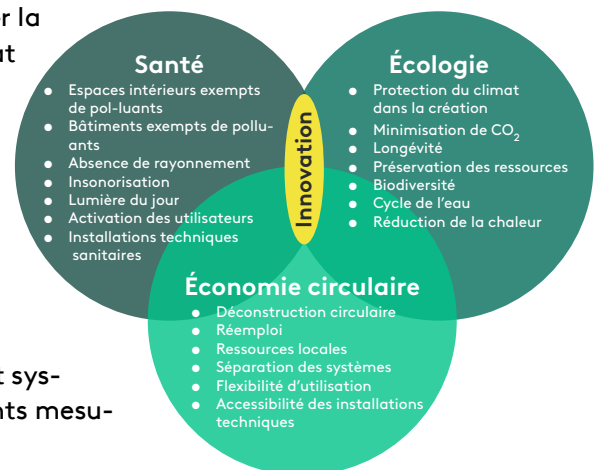 er la
at
Santé
• Espaces intérieurs exempts
de pol-luants
• Bâtiments exempts de pollu-
ants
• Absence de rayonnement
• Insonorisation
• Lumière du jour
• Activation des utilisateurs
• Installations techniques
sanitaires
Innovation
Écologie
• Protection du climat
dans la création
• Minimisation de CO₂
• Longévité
• Préservation des ressources
• Biodiversité
• Cycle de l'eau
• Réduction de la chaleur
Économie circulaire
• Déconstruction circulaire
• Réemploi
• Ressources locales
• Séparation des systèmes
• Flexibilité d'utilisation
• Accessibilité des installations
techniques
t sys-
nts mesu-